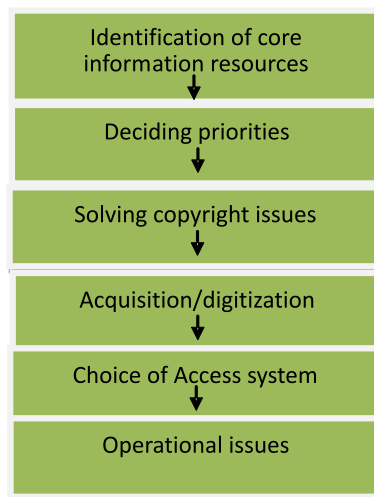 Identification of core
information resources
Deciding priorities
Solving copyright issues
Acquisition/digitization
Choice of Access system
Operational issues